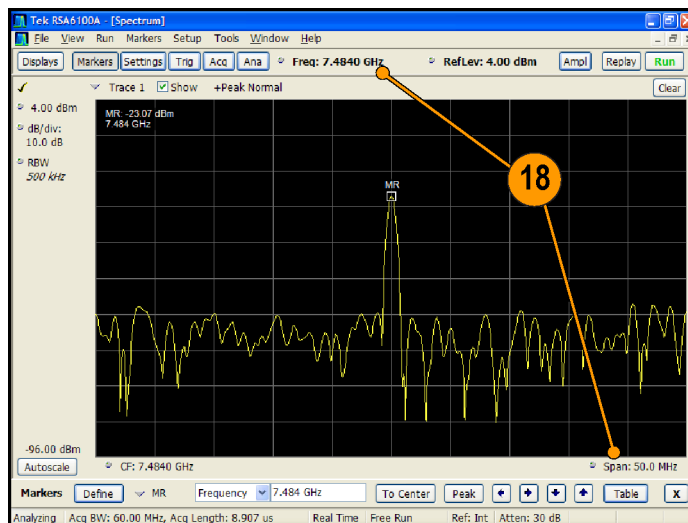 Tek RSA6100A - [Spectrum]
File View Run Markers Setup Tools Window Help
Displays Markers Settings Trig Acq Ana Freq: 7.4840 GHz RefLev: 4.00 dBm Ampl Replay Run
Trace 1 Show +Peak Normal Clear
4.00 dBm
dB/div:
10.0 dB
RBW
500 kHz
MR: -23.07 dBm
7.484 GHz
MR
18
-96.00 dBm
Autoscale CF: 7.4840 GHz Span: 50.0 MHz
Markers Define MR Frequency 7.484 GHz To Center Peak Table X
Analyzing Acq BW: 60.00 MHz, Acq Length: 8.907 us Real Time Free Run Ref: Int Atten: 30 dB